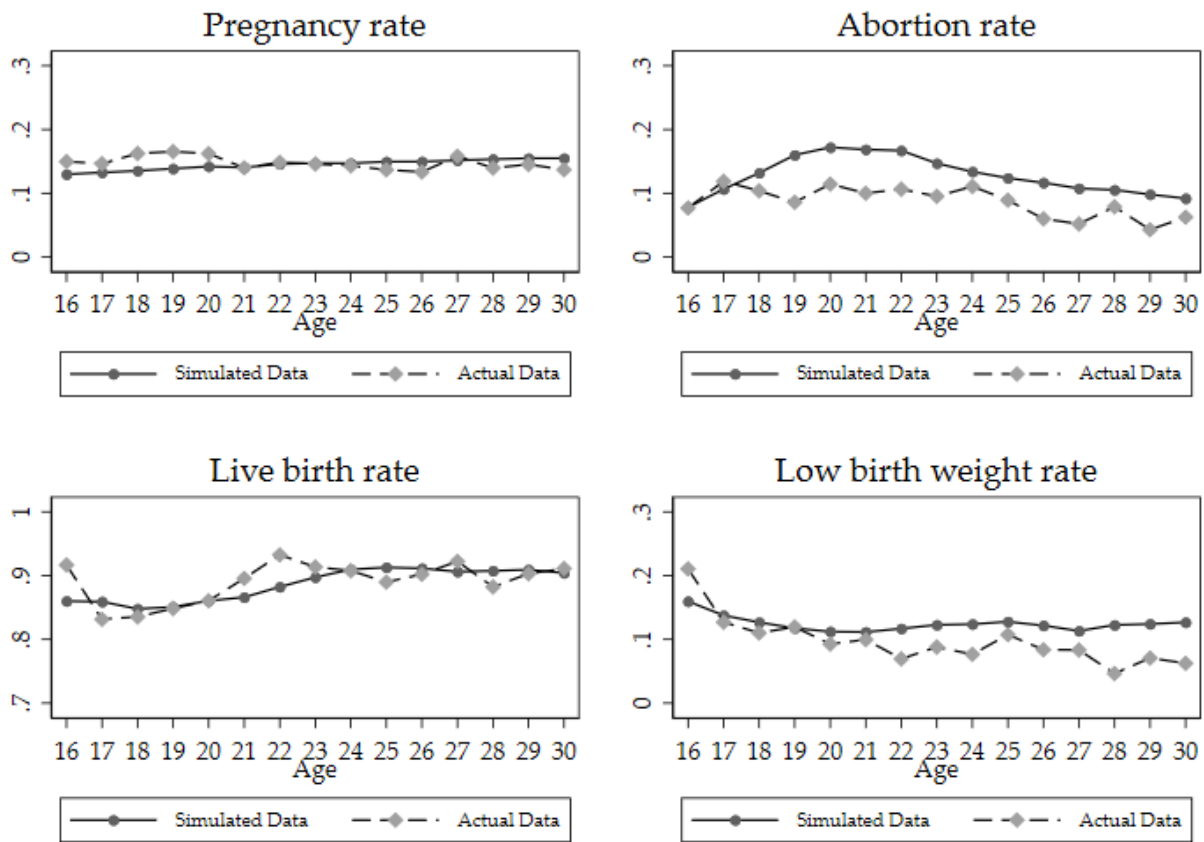 Pregnancy rate
.3
.2
.1
0
16 17 18 19 20 21 22 23 24 25 26 27 28 29 30
Age
Simulated Data Actual Data
Abortion rate
.3
.2
.1
0
16 17 18 19 20 21 22 23 24 25 26 27 28 29 30
Age
Simulated Data Actual Data
Live birth rate
1
.9
.8
.7
16 17 18 19 20 21 22 23 24 25 26 27 28 29 30
Age
Simulated Data Actual Data
Low birth weight rate
.3
.2
.1
0
16 17 18 19 20 21 22 23 24 25 26 27 28 29 30
Age
Simulated Data Actual Data